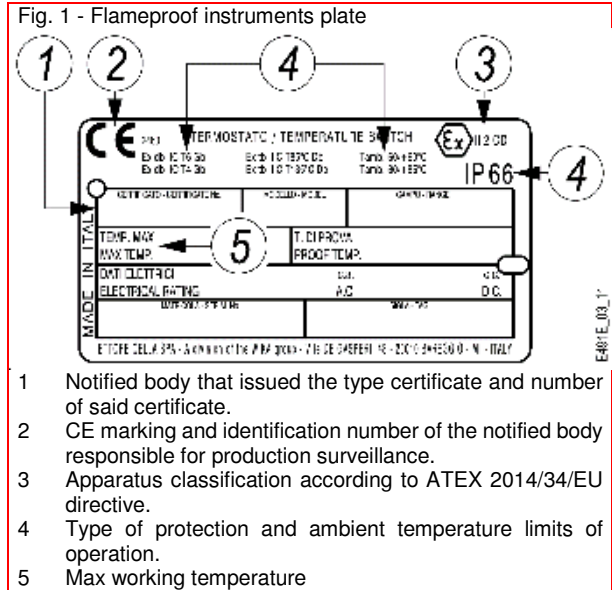 Fig. 1 - Flameproof instruments plate
1 2 4 3
CE TERMOSTATO / TEMPERATURE SWITCH Ex II 2 GD
IP66 4
MADE IN ITALY
TEMP. MAX T. DI PROVA
MAX TEMP. 5 PROOF TEMP.
DATI ELETTRICI
ELECTRICAL RATING A.C. D.C.
E481E_03_11
1 Notified body that issued the type certificate and number
of said certificate.
2 CE marking and identification number of the notified body
responsible for production surveillance.
3 Apparatus classification according to ATEX 2014/34/EU
directive.
4 Type of protection and ambient temperature limits of
operation.
5 Max working temperature